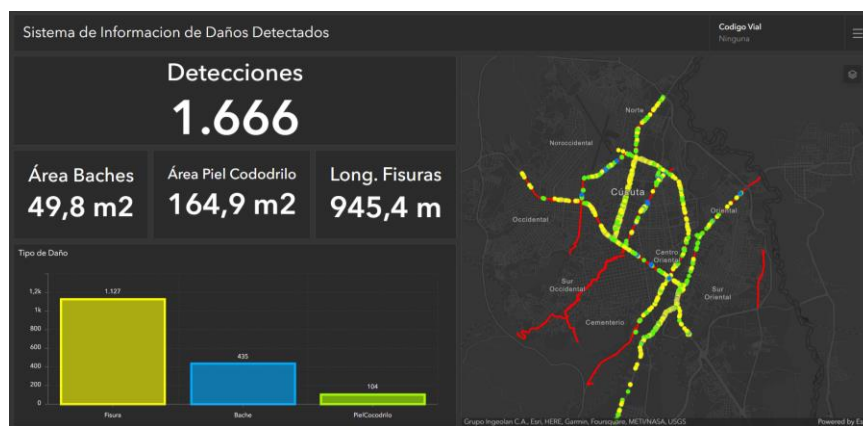 Sistema de Informacion de Daños Detectados
Codigo Vial
Ninguna
Detecciones
1.666
Área Baches
49,8 m2
Área Piel Cododrilo
164,9 m2
Long. Fisuras
945,4 m
Tipo de Daño
1,2k
1k
800
600
400
200
0
1.127
435
104
Fisura
Bache
PielCocodrilo
Norte
Noroccidental
Cúcuta
Occidental
Oriental
Centro
Oriental
Sur
Occidental
Sur
Oriental
Cementerio
Grupo Ingeolan C.A., Esri, HERE, Garmin, Foursquare, METI/NASA, USGS
Powered by Es